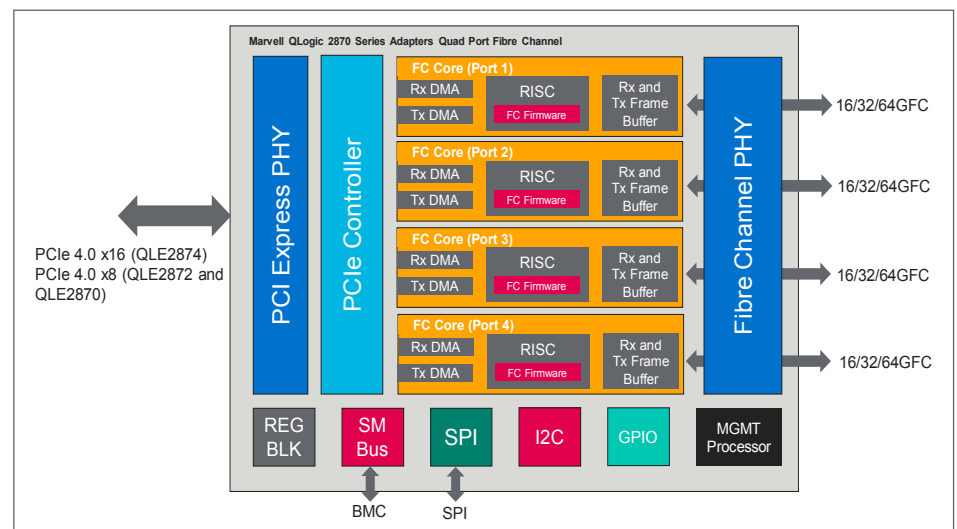 Marvell QLogic 2870 Series Adapters Quad Port Fibre Channel
PCI Express PHY
PCIe Controller
FC Core (Port 1)
Rx DMA
Tx DMA
RISC
FC Firmware
Rx and
Tx Frame
Buffer
FC Core (Port 2)
Rx DMA
Tx DMA
RISC
FC Firmware
Rx and
Tx Frame
Buffer
FC Core (Port 3)
Rx DMA
Tx DMA
RISC
FC Firmware
Rx and
Tx Frame
Buffer
FC Core (Port 4)
Rx DMA
Tx DMA
RISC
FC Firmware
Rx and
Tx Frame
Buffer
Fibre Channel PHY
16/32/64GFC
16/32/64GFC
16/32/64GFC
16/32/64GFC
PCIe 4.0 x16 (QLE2874)
PCIe 4.0 x8 (QLE2872 and
QLE2870)
REG
BLK
SM
Bus
SPI
I2C
GPIO
MGMT
Processor
BMC
SPI